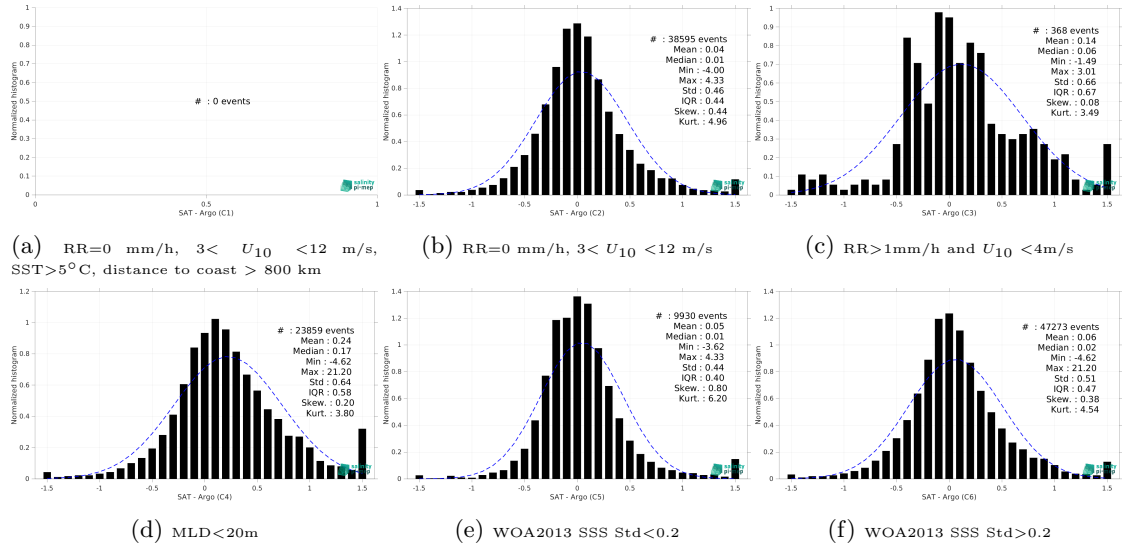 1
0.9
0.8
0.7
0.6
0.5
0.4
0.3
0.2
0.1
0
Normalized histogram
# : 0 events
salinity
pi-mep
0 0.5 1
SAT - Argo (C1)
(a) RR=0 mm/h, 3< U10 <12 m/s,
SST>5°C, distance to coast > 800 km
1.4
1.2
1
0.8
0.6
0.4
0.2
0
Normalized histogram
# : 38595 events
Mean : 0.04
Median : 0.01
Min : -4.00
Max : 4.33
Std : 0.46
IQR : 0.44
Skew. : 0.44
Kurt. : 4.96
salinity
pi-mep
-1.5 -1 -0.5 0 0.5 1 1.5
SAT - Argo (C2)
(b) RR=0 mm/h, 3< U10 <12 m/s
1
0.9
0.8
0.7
0.6
0.5
0.4
0.3
0.2
0.1
0
Normalized histogram
# : 368 events
Mean : 0.14
Median : 0.06
Min : -1.49
Max : 3.01
Std : 0.66
IQR : 0.67
Skew. : 0.08
Kurt. : 3.49
salinity
pi-mep
-1.5 -1 -0.5 0 0.5 1 1.5
SAT - Argo (C3)
(c) RR>1mm/h and U10 <4m/s
1.2
1
0.8
0.6
0.4
0.2
0
Normalized histogram
# : 23859 events
Mean : 0.24
Median : 0.17
Min : -4.62
Max : 21.20
Std : 0.64
IQR : 0.58
Skew. : 0.20
Kurt. : 3.80
salinity
pi-mep
-1.5 -1 -0.5 0 0.5 1 1.5
SAT - Argo (C4)
(d) MLD<20m
1.4
1.2
1
0.8
0.6
0.4
0.2
0
Normalized histogram
# : 9930 events
Mean : 0.05
Median : 0.01
Min : -3.62
Max : 4.33
Std : 0.44
IQR : 0.40
Skew. : 0.80
Kurt. : 6.20
salinity
pi-mep
-1.5 -1 -0.5 0 0.5 1 1.5
SAT - Argo (C5)
(e) WOA2013 SSS Std<0.2
1.4
1.2
1
0.8
0.6
0.4
0.2
0
Normalized histogram
# : 47273 events
Mean : 0.06
Median : 0.02
Min : -4.62
Max : 21.20
Std : 0.51
IQR : 0.47
Skew. : 0.38
Kurt. : 4.54
salinity
pi-mep
-1.5 -1 -0.5 0 0.5 1 1.5
SAT - Argo (C6)
(f) WOA2013 SSS Std>0.2